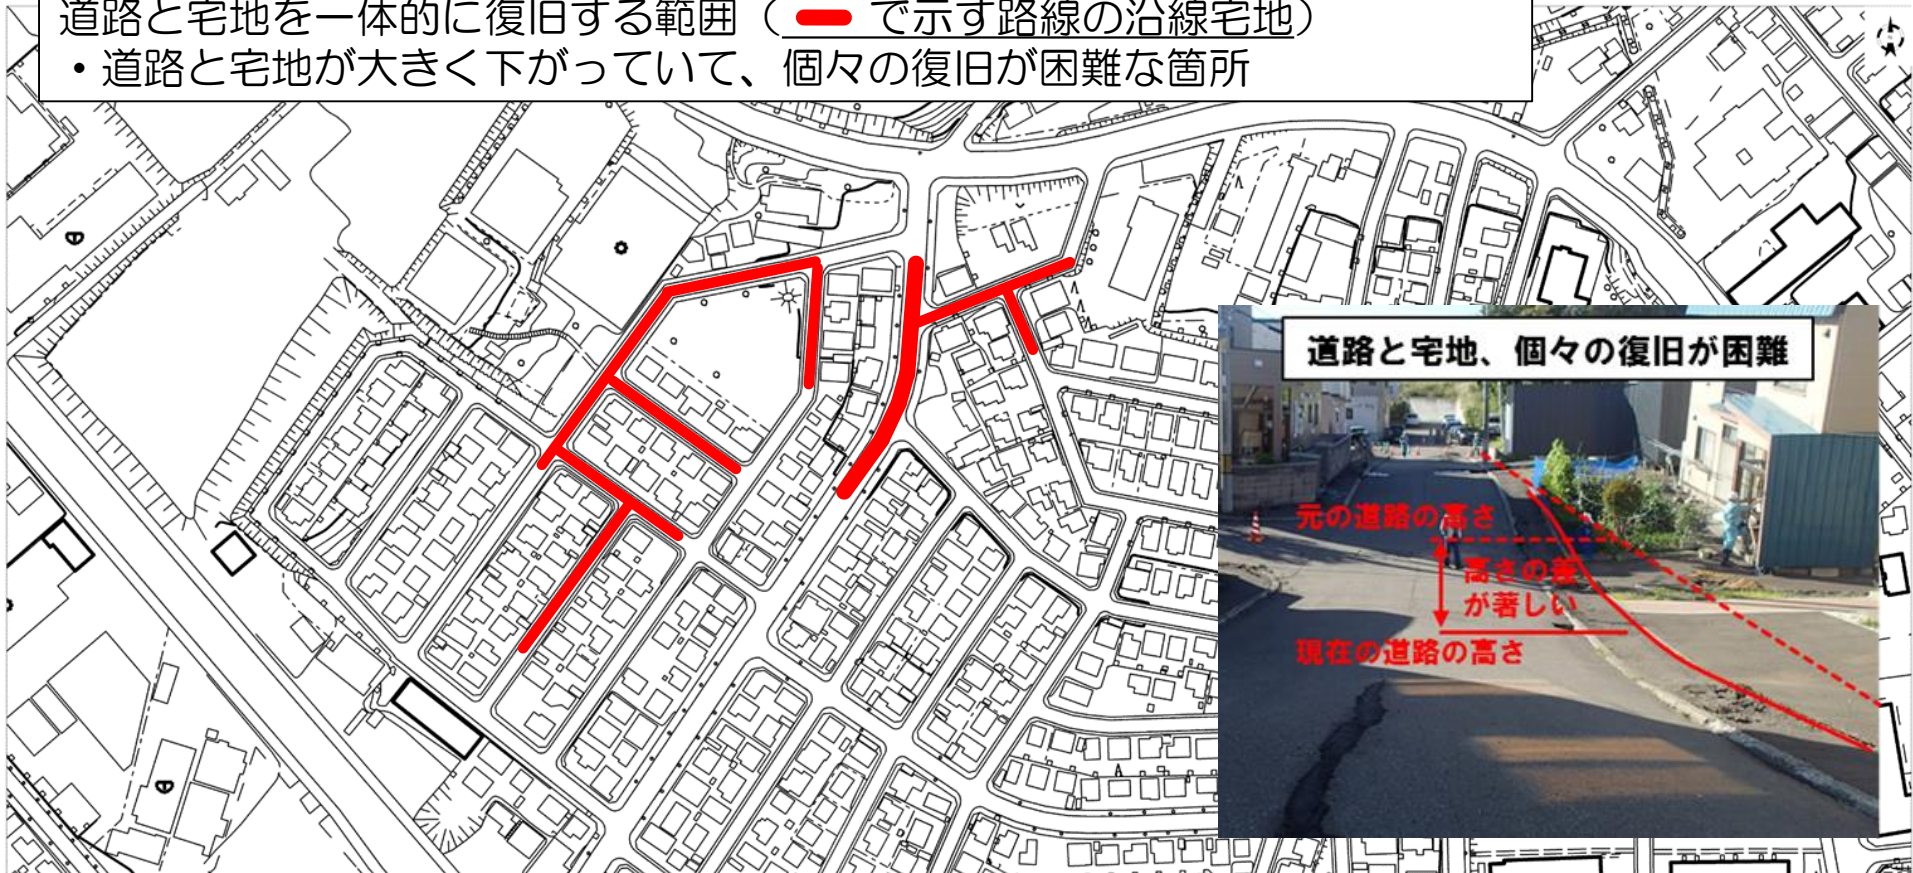 道路と宅地を一体的に復旧する範囲（ で示す路線の沿線宅地）
・道路と宅地が大きく下がっていて、個々の復旧が困難な箇所
道路と宅地、個々の復旧が困難
元の道路の高さ
高さの差
が著しい
現在の道路の高さ